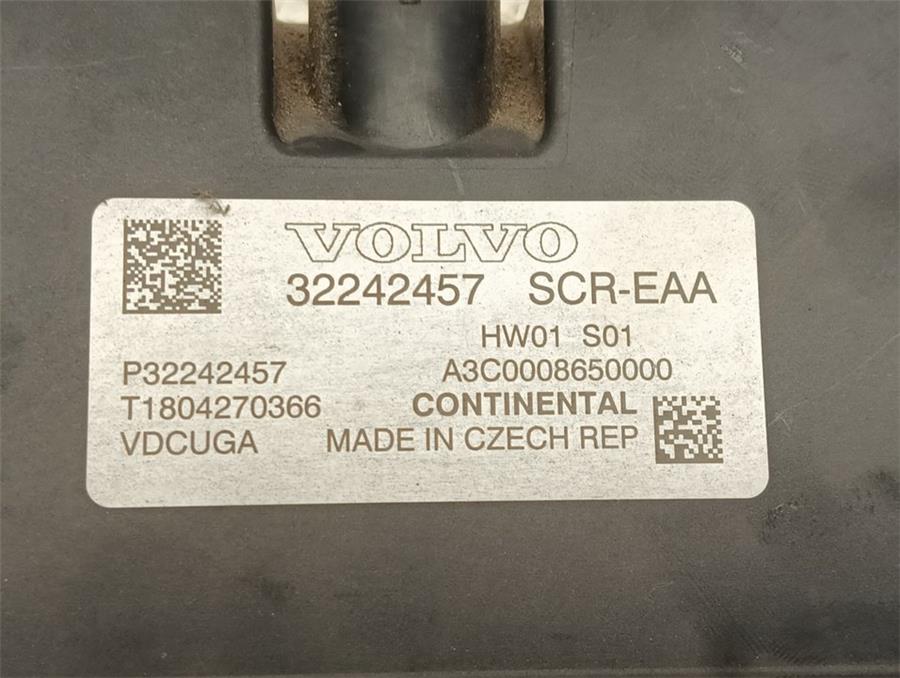 VOLVO
32242457 SCR-EAA
HW01 S01
P32242457 A3C0008650000
T1804270366 CONTINENTAL
VDCUGA MADE IN CZECH REP